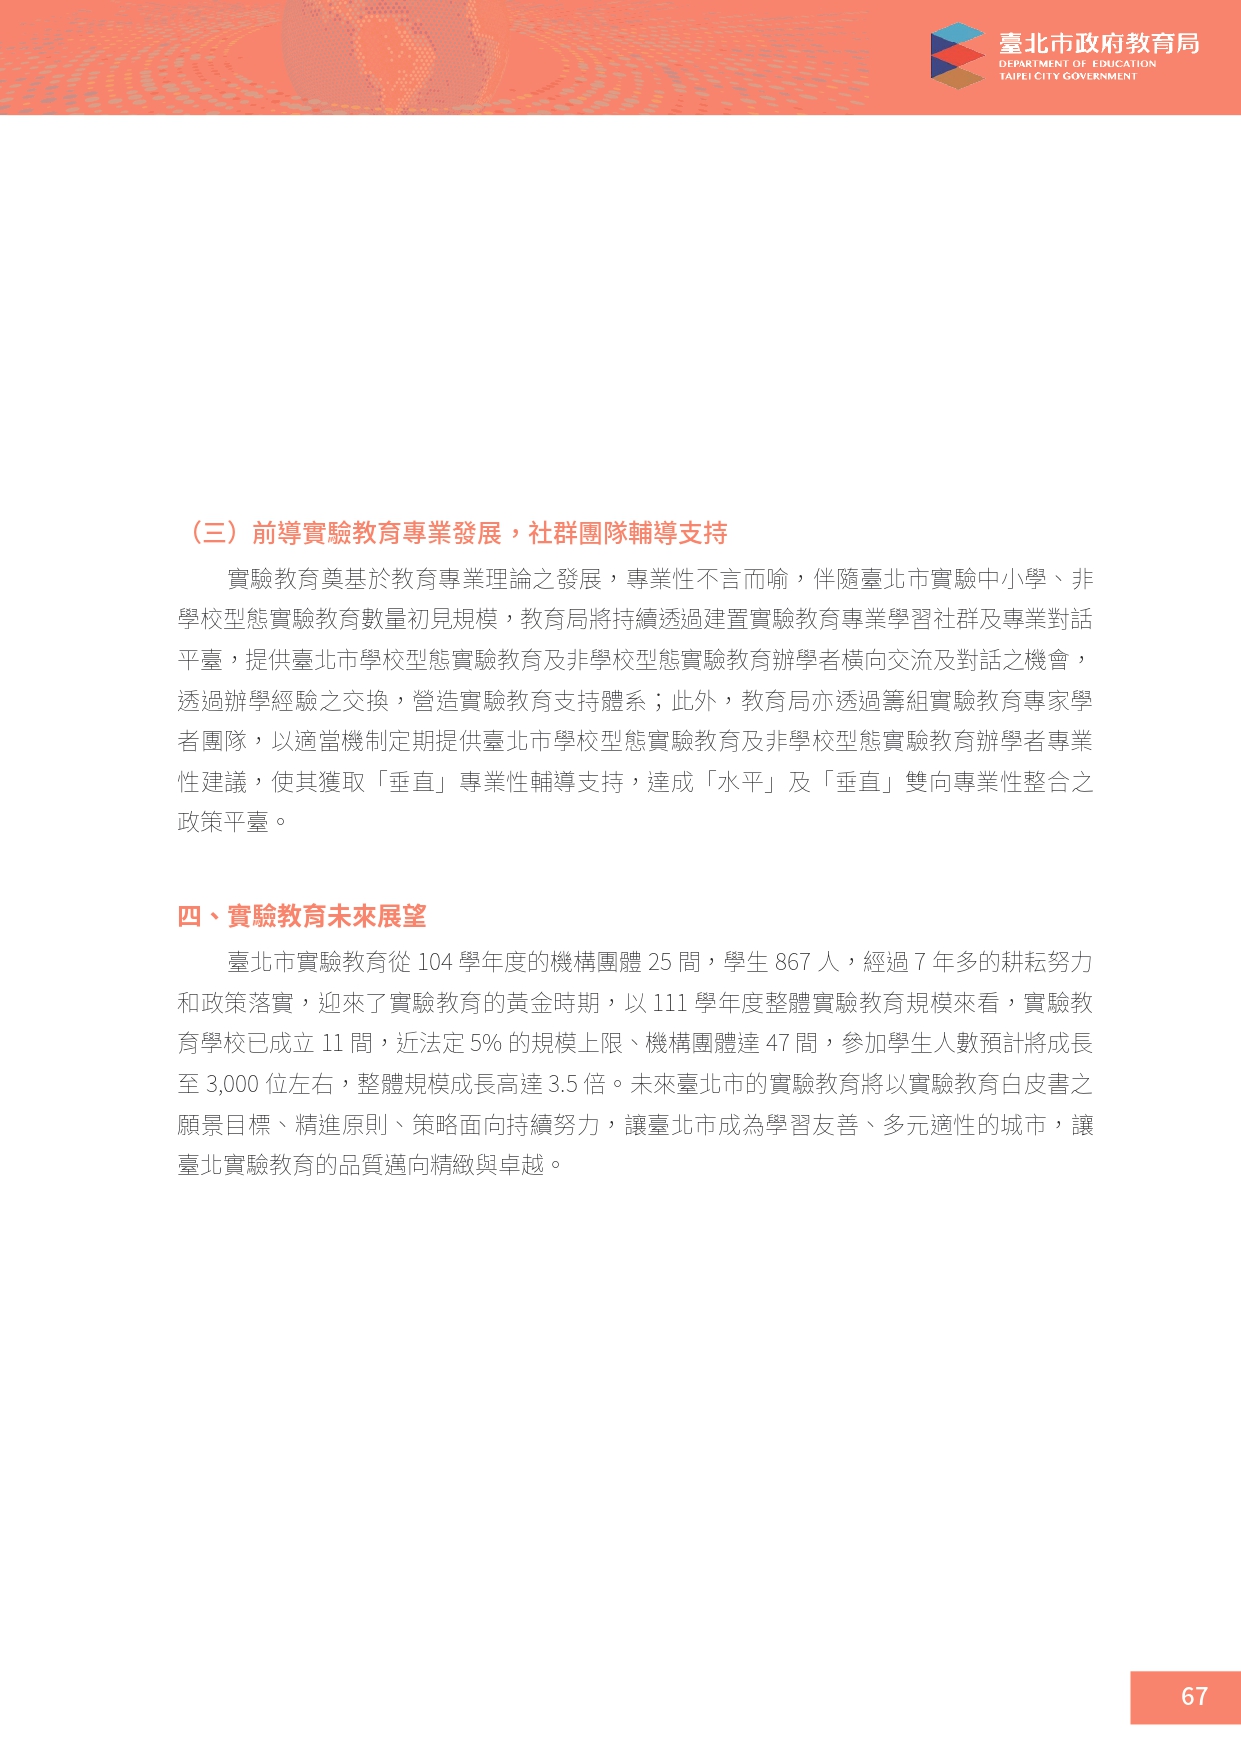 臺北市政府教育局
DEPARTMENT OF EDUCATION
TAIPEI CITY GOVERNMENT
（三）前導實驗教育專業發展，社群團隊輔導支持
實驗教育奠基於教育專業理論之發展，專業性不言而喻，伴隨臺北市實驗中小學、非
學校型態實驗教育數量初見規模，教育局將持續透過建置實驗教育專業學習社群及專業對話
平臺，提供臺北市學校型態實驗教育及非學校型態實驗教育辦學者橫向交流及對話之機會，
透過辦學經驗之交換，營造實驗教育支持體系；此外，教育局亦透過籌組實驗教育專家學
者團隊，以適當機制定期提供臺北市學校型態實驗教育及非學校型態實驗教育辦學者專業
性建議，使其獲取「垂直」專業性輔導支持，達成「水平」及「垂直」雙向專業性整合之
政策平臺。
四、實驗教育未來展望
臺北市實驗教育從 104 學年度的機構團體 25 間，學生 867 人，經過 7 年多的耕耘努力
和政策落實，迎來了實驗教育的黃金時期，以 111 學年度整體實驗教育規模來看，實驗教
育學校已成立 11 間，近法定 5% 的規模上限、機構團體達 47 間，參加學生人數預計將成長
至 3,000 位左右，整體規模成長高達 3.5 倍。未來臺北市的實驗教育將以實驗教育白皮書之
願景目標、精進原則、策略面向持續努力，讓臺北市成為學習友善、多元適性的城市，讓
臺北實驗教育的品質邁向精緻與卓越。
67